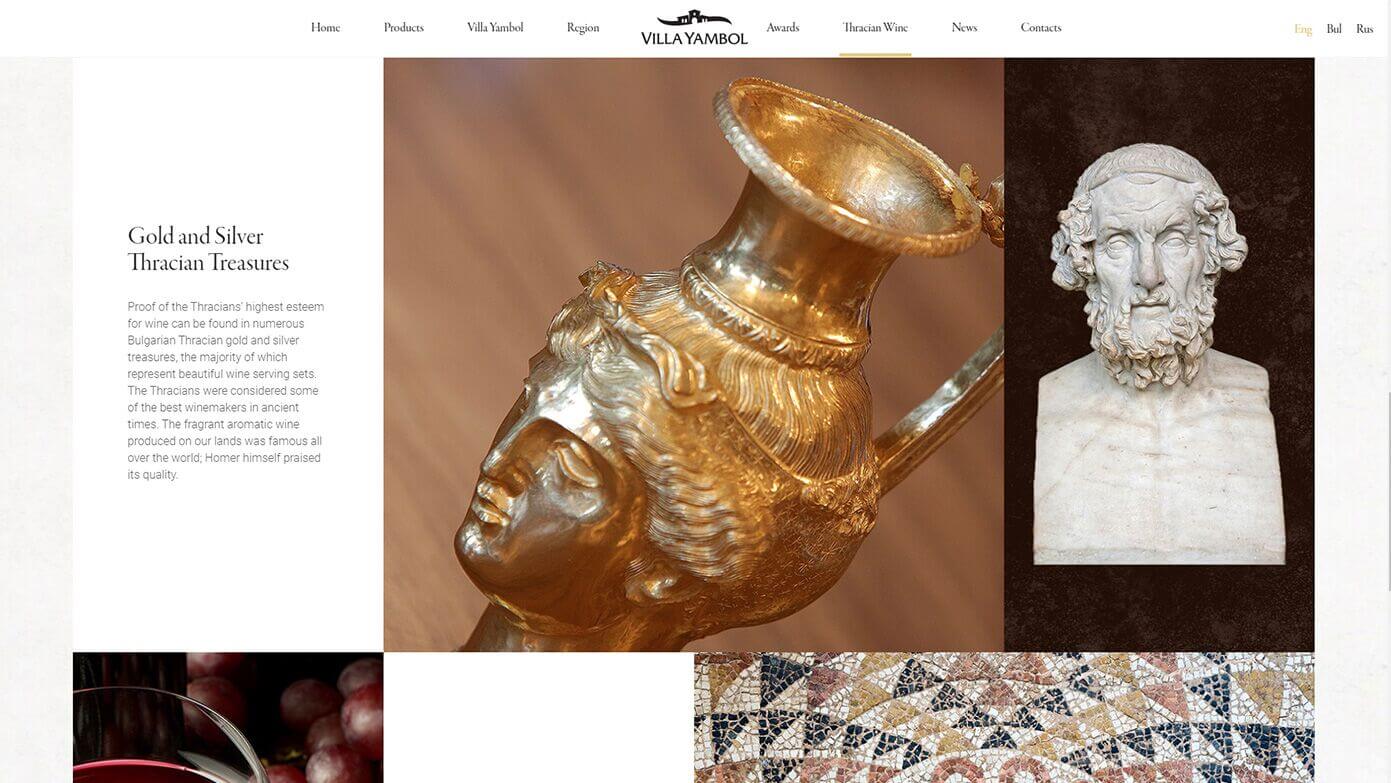 Home Products Villa Yambol Region VILLA YAMBOL Awards Thracian Wine News Contacts Eng Bul Rus
Gold and Silver
Thracian Treasures
Proof of the Thracians' highest esteem
for wine can be found in numerous
Bulgarian Thracian gold and silver
treasures, the majority of which
represent beautiful wine serving sets.
The Thracians were considered some
of the best winemakers in ancient
times. The fragrant aromatic wine
produced on our lands was famous all
over the world; Homer himself praised
its quality.